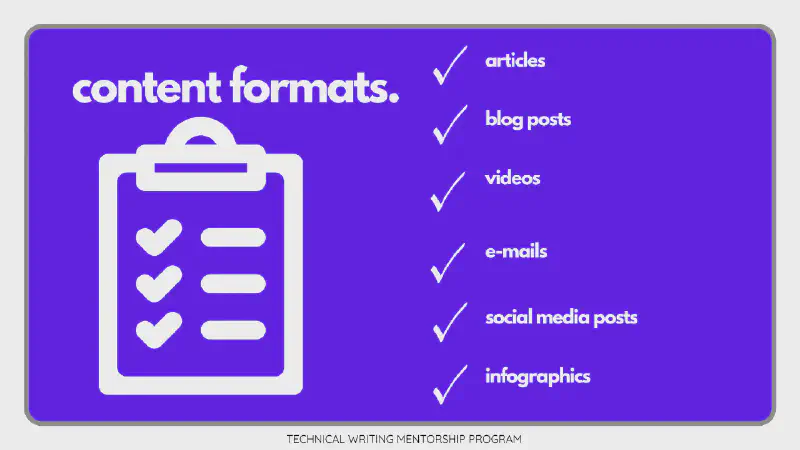 content formats.
articles
blog posts
videos
e-mails
social media posts
infographics
TECHNICAL WRITING MENTORSHIP PROGRAM